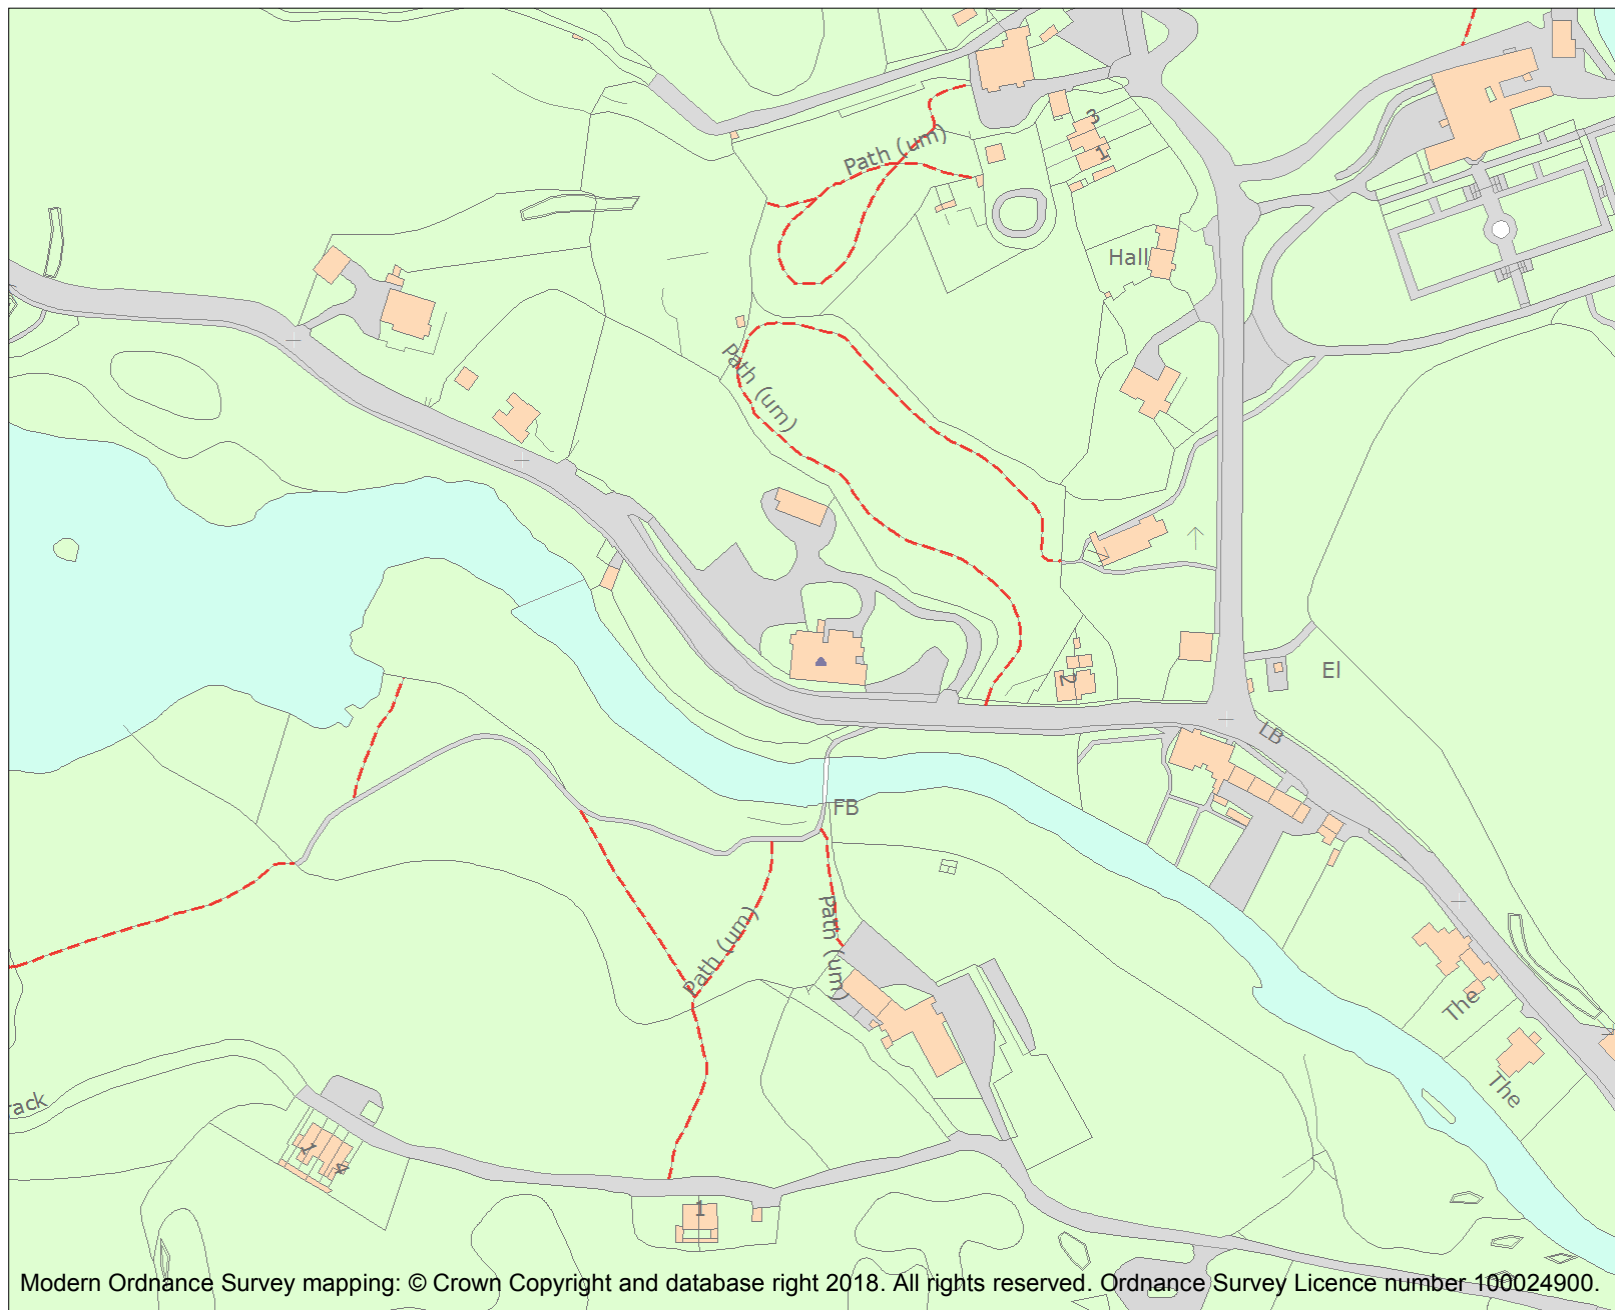 3
Path (um)
1
Hall
Path (um)
El
2
LB
FB
Path (um)
Path (um)
The
The
rack
1
4
1
Modern Ordnance Survey mapping: © Crown Copyright and database right 2018. All rights reserved. Ordnance Survey Licence number 100024900.